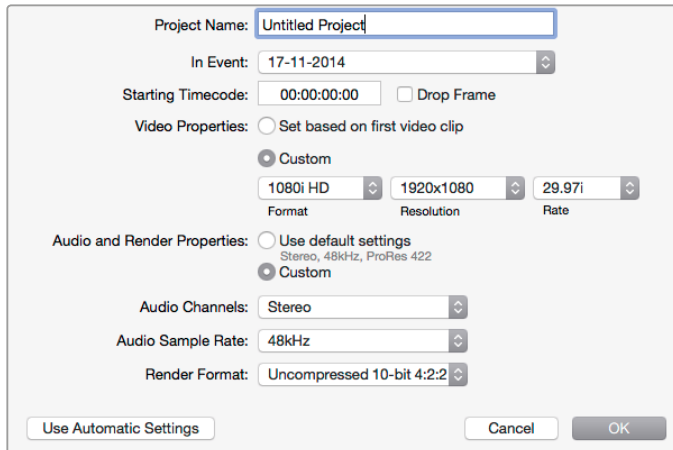 Project Name: Untitled Project
In Event: 17-11-2014
Starting Timecode: 00:00:00:00 Drop Frame
Video Properties: Set based on first video clip
Custom
1080i HD 1920x1080 29.97i
Format Resolution Rate
Audio and Render Properties: Use default settings
Stereo, 48kHz, ProRes 422
Custom
Audio Channels: Stereo
Audio Sample Rate: 48kHz
Render Format: Uncompressed 10-bit 4:2:2
Use Automatic Settings Cancel OK